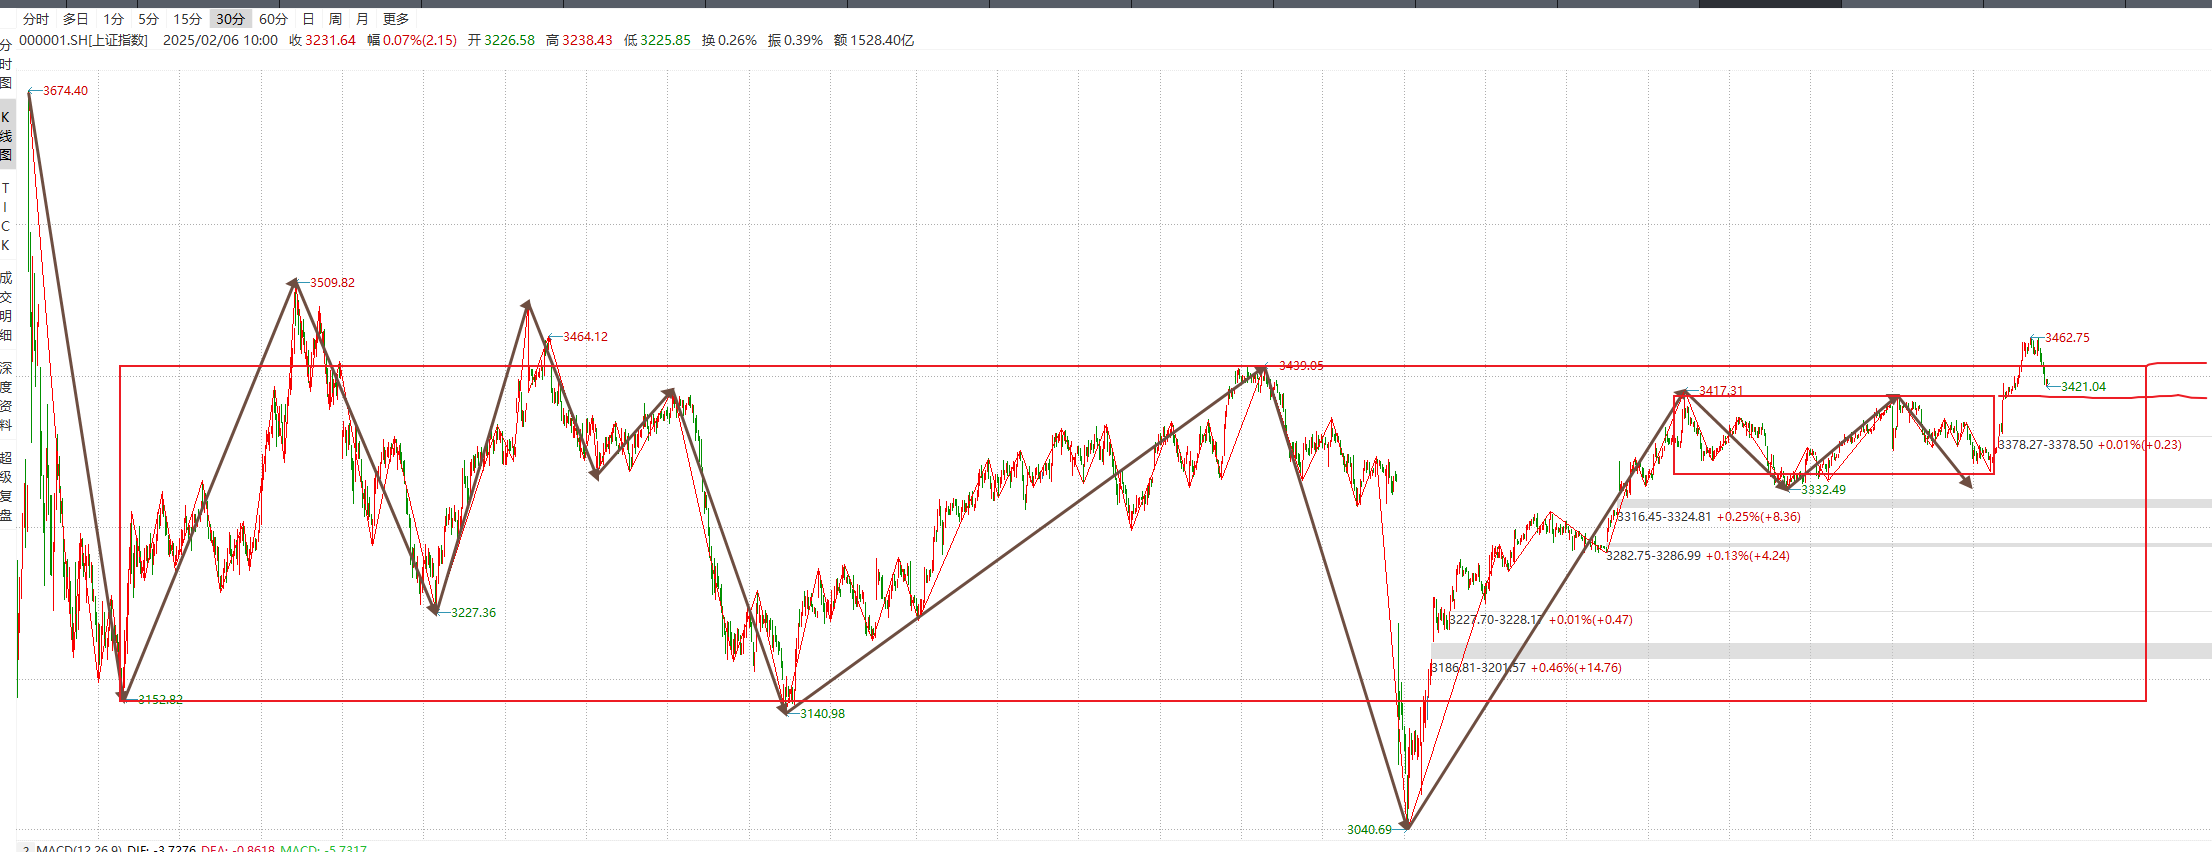 分时 多日 1分 5分 15分 30分 60分 日 周 月 更多
000001.SH[上证指数] 2025/02/06 10:00 收 3231.64 幅 0.07%(2.15) 开 3226.58 高 3238.43 低 3225.85 换 0.26% 振 0.39% 额 1528.40亿
分时图
K线图
TICK
成交明细
深度资料
超级复盘
3674.40
3509.82
3464.12
3462.75
3439.05
3421.04
3417.31
3378.27-3378.50 +0.01%(+0.23)
3332.49
3316.45-3324.81 +0.25%(+8.36)
3282.75-3286.99 +0.13%(+4.24)
3227.36
3227.70-3228.17 +0.01%(+0.47)
3186.81-3201.57 +0.46%(+14.76)
3152.82
3140.98
3040.69
2 MACD(12,26,9) DIF: -3.7276 DEA: -0.8618 MACD: -5.7317